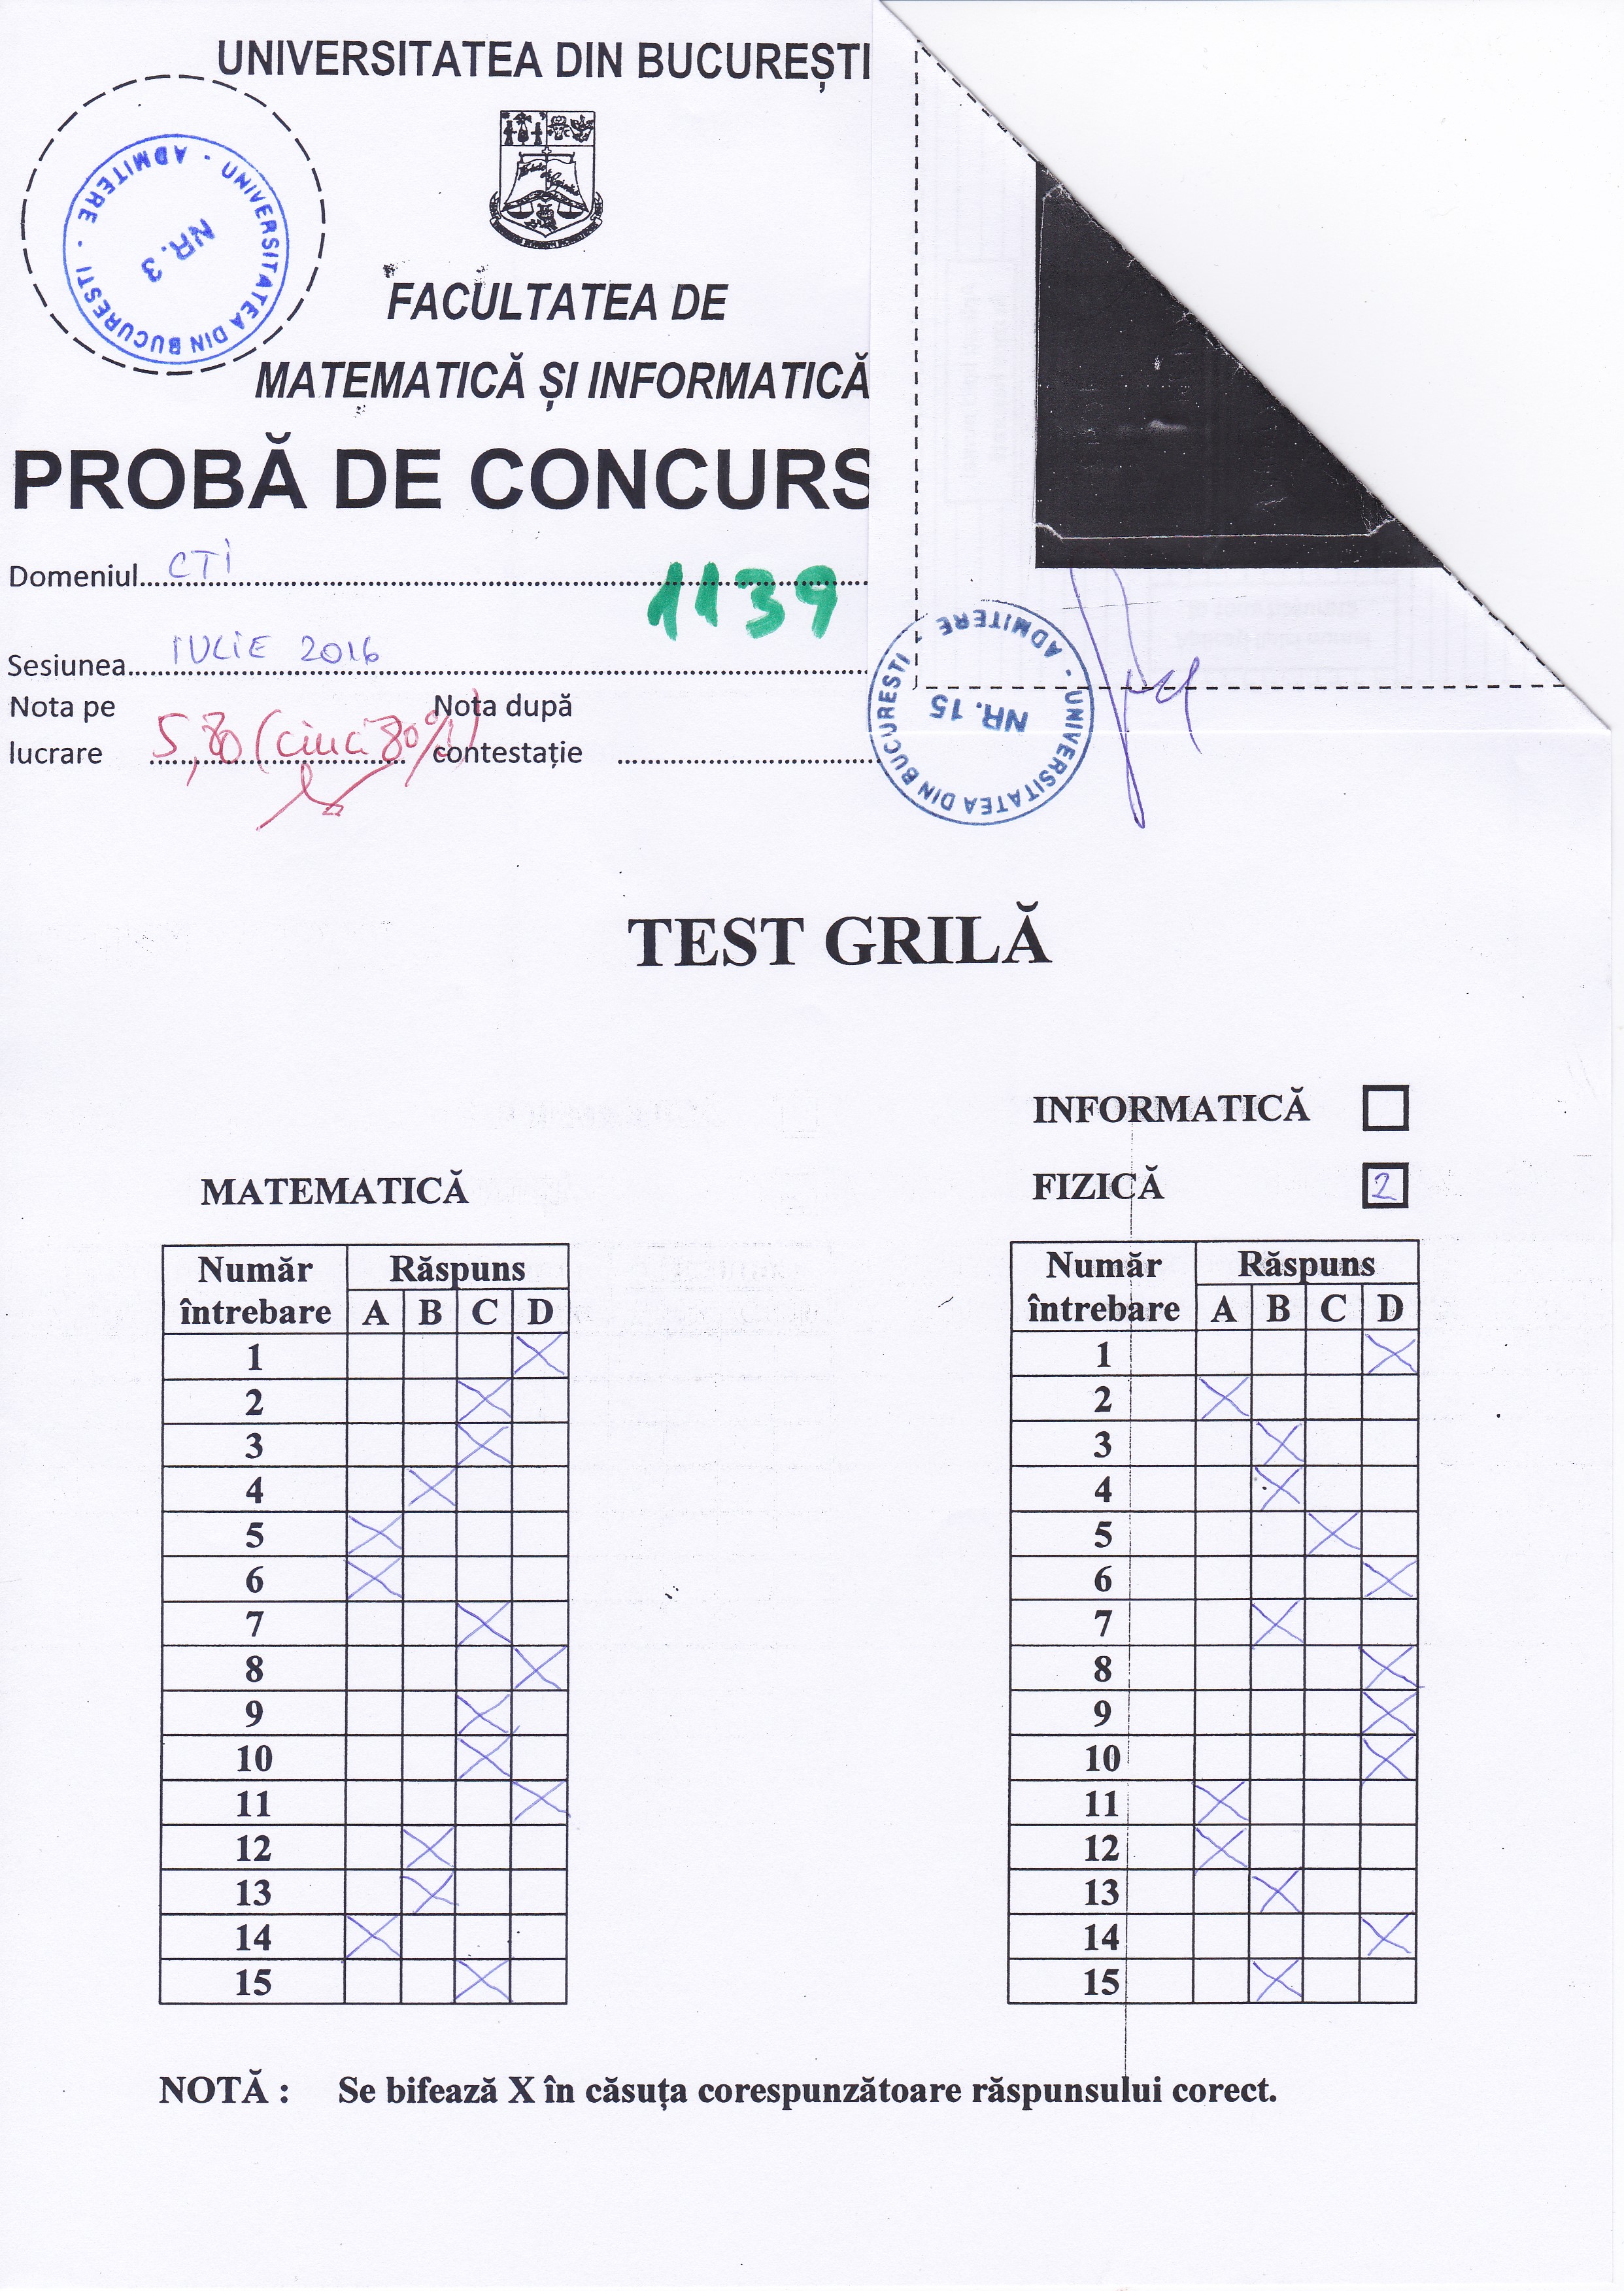 UNIVERSITATEA DIN BUCUREȘTI
UNIVERSITATEA DIN BUCURESTI - ADMITERE -
NR. 3
FACULTATEA DE
MATEMATICĂ ȘI INFORMATICĂ
PROBĂ DE CONCURS
Domeniul CTI
1139
Sesiunea IULIE 2016
Nota pe
lucrare 5,80 (cinci 80%)
Nota după
contestație
UNIVERSITATEA DIN BUCURESTI - ADMITERE -
NR. 15
TEST GRILĂ
INFORMATICĂ
MATEMATICĂ
FIZICĂ 2
Număr întrebare Răspuns
A B C D
1 X
2 X
3 X
4 X
5 X
6 X
7 X
8 X
9 X
10 X
11 X
12 X
13 X
14 X
15 X
Număr întrebare Răspuns
A B C D
1 X
2 X
3 X
4 X
5 X
6 X
7 X
8 X
9 X
10 X
11 X
12 X
13 X
14 X
15 X
NOTĂ : Se bifează X în căsuța corespunzătoare răspunsului corect.